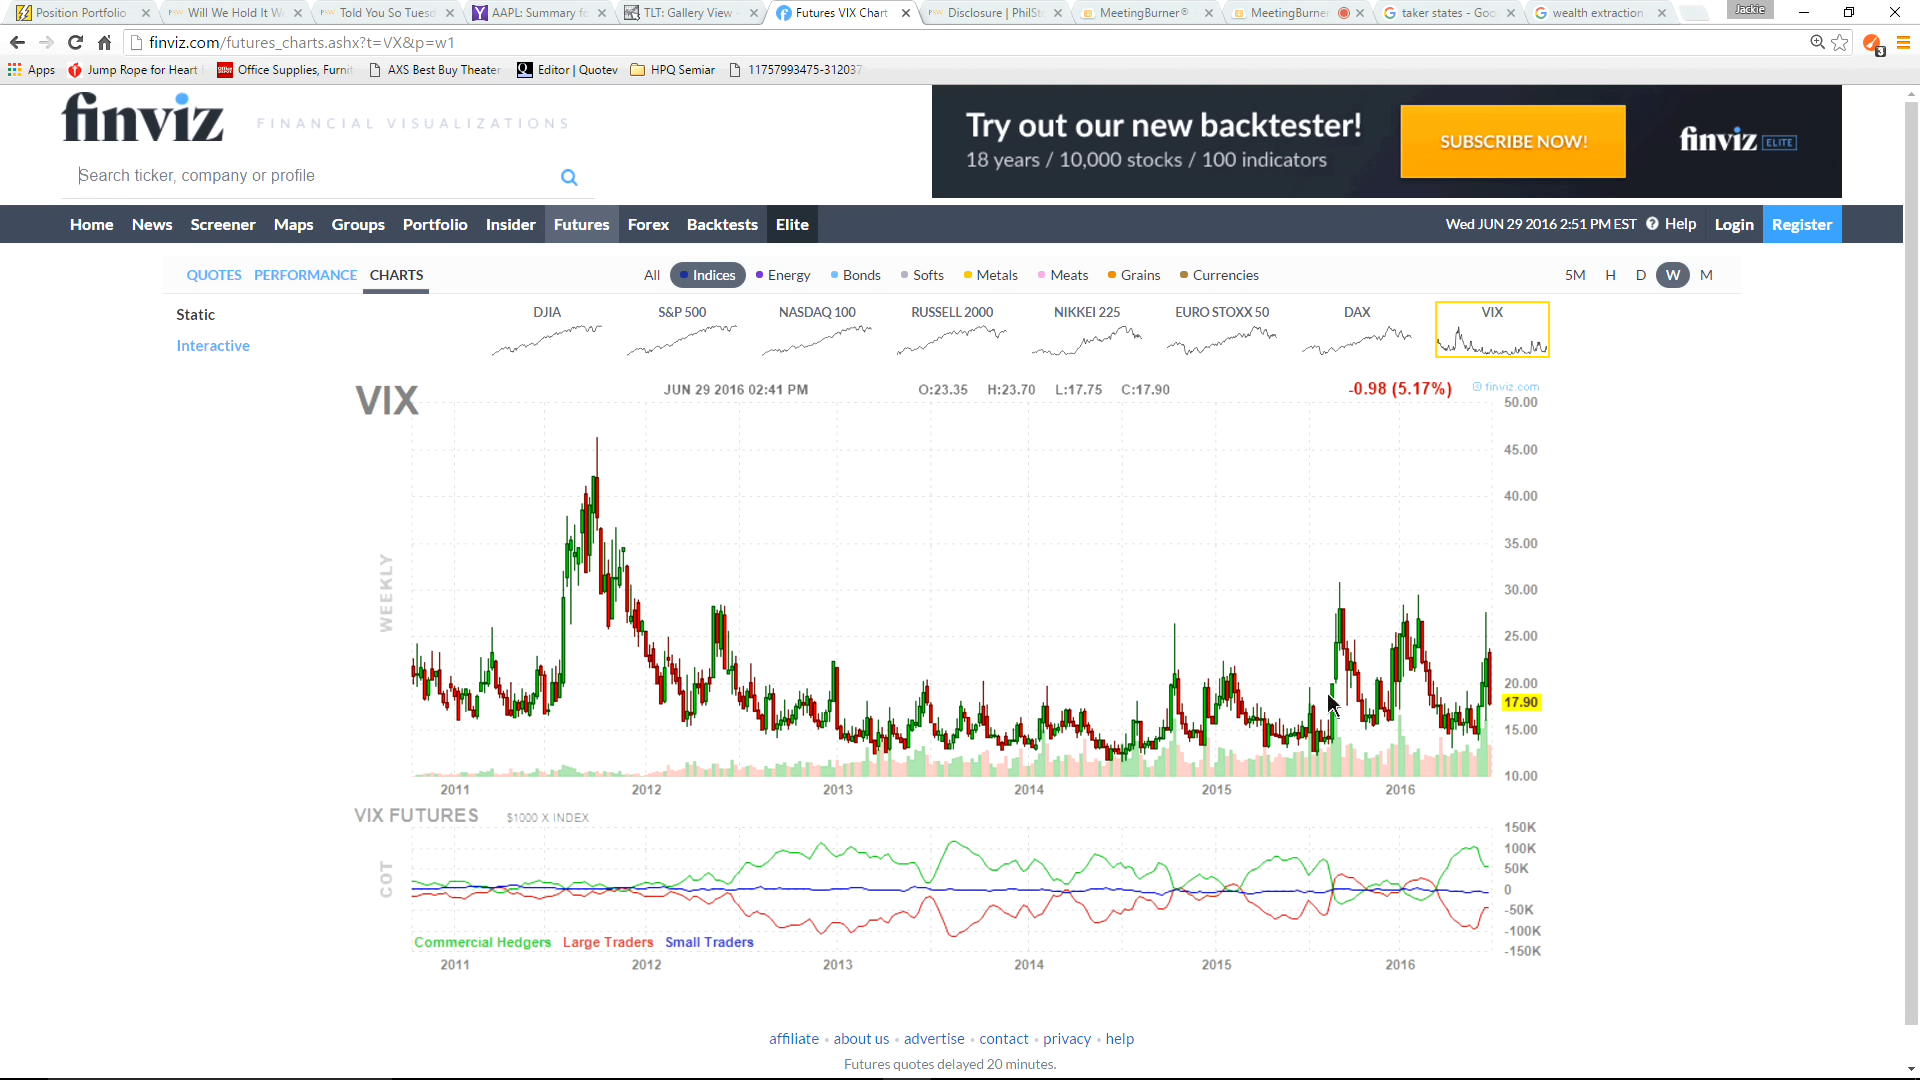 Position Portfolio
Will We Hold It W
Told You So Tuesd
AAPL: Summary fo
TLT: Gallery View -
Futures VIX Chart
Disclosure | PhilSto
MeetingBurner®
MeetingBurner
taker states - Goo
wealth extraction
Jackie
finviz.com/futures_charts.ashx?t=VX&p=w1
3
Apps
Jump Rope for Heart
Office Supplies, Furnit
AXS Best Buy Theater
Editor | Quotev
HPQ Semiar
11757993475-312037
finviz
FINANCIAL VISUALIZATIONS
Try out our new backtester!
18 years / 10,000 stocks / 100 indicators
SUBSCRIBE NOW!
finviz ELITE
Search ticker, company or profile
Home News Screener Maps Groups Portfolio Insider Futures Forex Backtests Elite
Wed JUN 29 2016 2:51 PM EST ? Help Login Register
QUOTES PERFORMANCE CHARTS
All Indices Energy Bonds Softs Metals Meats Grains Currencies
5M H D W M
Static
Interactive
DJIA S&P 500 NASDAQ 100 RUSSELL 2000 NIKKEI 225 EURO STOXX 50 DAX VIX
VIX
JUN 29 2016 02:41 PM O:23.35 H:23.70 L:17.75 C:17.90
-0.98 (5.17%)
finviz.com
50.00
45.00
40.00
35.00
30.00
25.00
20.00
17.90
15.00
10.00
WEEKLY
2011 2012 2013 2014 2015 2016
VIX FUTURES $1000 X INDEX
150K
100K
50K
0
-50K
-100K
-150K
COT
Commercial Hedgers Large Traders Small Traders
2011 2012 2013 2014 2015 2016
affiliate • about us • advertise • contact • privacy • help
Futures quotes delayed 20 minutes.